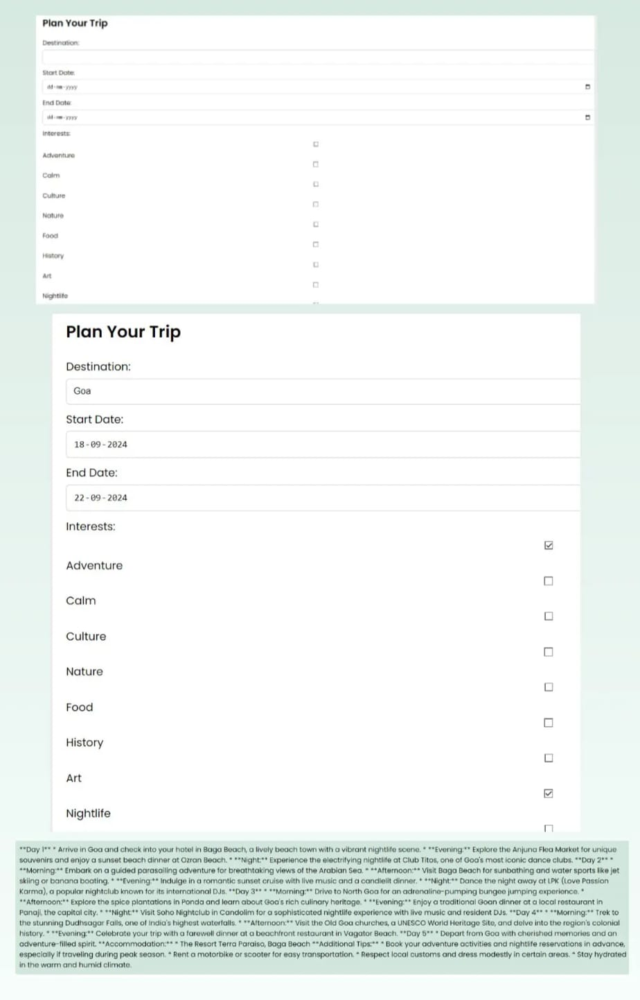 Plan Your Trip
Destination:
Start Date:
dd-mm-yyyy
End Date:
dd-mm-yyyy
Interests:
Adventure
Calm
Culture
Nature
Food
History
Art
Nightlife
Plan Your Trip
Destination:
Goa
Start Date:
18-09-2024
End Date:
22-09-2024
Interests:
Adventure
Calm
Culture
Nature
Food
History
Art
Nightlife
**Day 1** * Arrive in Goa and check into your hotel in Baga Beach, a lively beach town with a vibrant nightlife scene. * **Evening:** Explore the Anjuna Flea Market for unique
souvenirs and enjoy a sunset beach dinner at Ozran Beach. * **Night:** Experience the electrifying nightlife at Club Titos, one of Goa's most iconic dance clubs. **Day 2** *
**Morning:** Embark on a guided parasailing adventure for breathtaking views of the Arabian Sea. * **Afternoon:** Visit Baga Beach for sunbathing and water sports like jet
skiing or banana boating. * **Evening:** Indulge in a romantic sunset cruise with live music and a candlelit dinner. * **Night:** Dance the night away at LPK (Love Passion
Karma), a popular nightclub known for its international DJs. **Day 3** * **Morning:** Drive to North Goa for an adrenaline-pumping bungee jumping experience. *
**Afternoon:** Explore the spice plantations in Ponda and learn about Goa's rich culinary heritage. * **Evening:** Enjoy a traditional Goan dinner at a local restaurant in
Panaji, the capital city. * **Night:** Visit Soho Nightclub in Candolim for a sophisticated nightlife experience with live music and resident DJs. **Day 4** * **Morning:** Trek to
the stunning Dudhsagar Falls, one of India's highest waterfalls. * **Afternoon:** Visit the Old Goa churches, a UNESCO World Heritage Site, and delve into the region's colonial
history. * **Evening:** Celebrate your trip with a farewell dinner at a beachfront restaurant in Vagator Beach. **Day 5** * Depart from Goa with cherished memories and an
adventure-filled spirit. **Accommodation:** * The Resort Terra Paraiso, Baga Beach **Additional Tips:** * Book your adventure activities and nightlife reservations in advance,
especially if traveling during peak season. * Rent a motorbike or scooter for easy transportation. * Respect local customs and dress modestly in certain areas. * Stay hydrated
in the warm and humid climate.